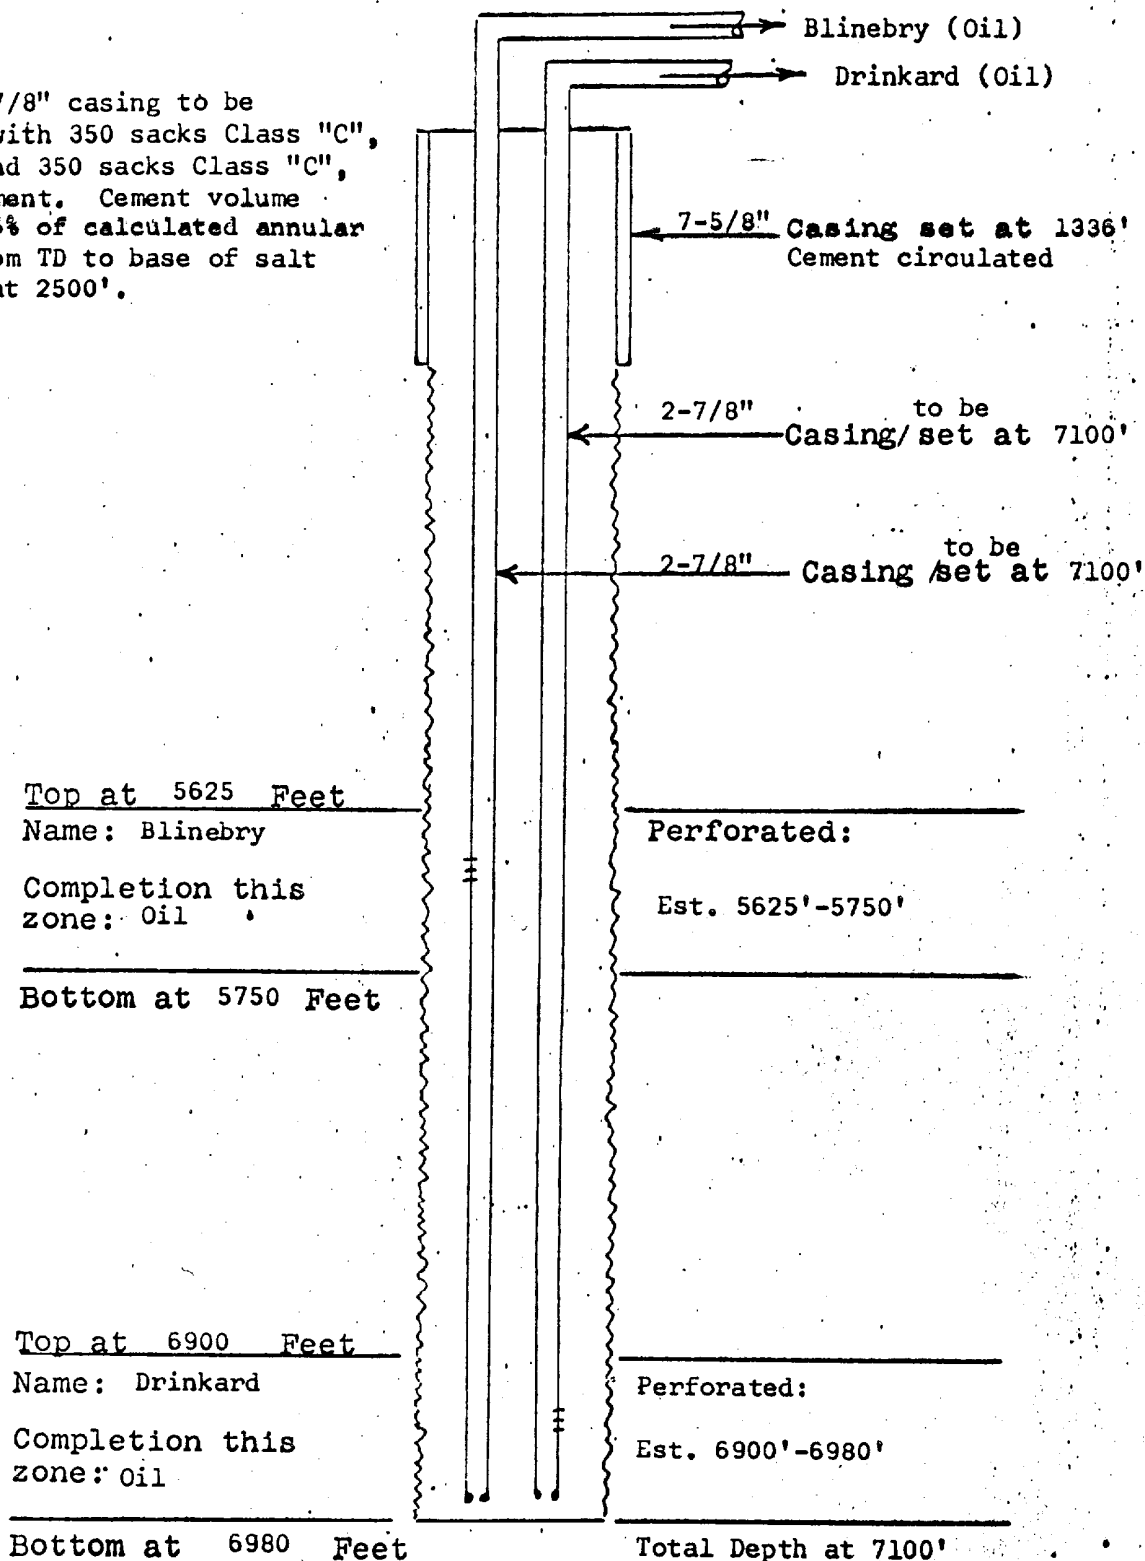 Blinebry (Oil)
Drinkard (Oil)
7/8" casing to be
with 350 sacks Class "C",
350 sacks Class "C",
Cement volume
% of calculated annular
TD to base of salt
at 2500'.
7-5/8" Casing set at 1336'
Cement circulated
2-7/8" to be
Casing/set at 7100'
2-7/8" to be
Casing/set at 7100'
Top at 5625 Feet
Name: Blinebry
Perforated:
Completion this
zone: Oil
Est. 5625'-5750'
Bottom at 5750 Feet
Top at 6900 Feet
Name: Drinkard
Perforated:
Completion this
zone: Oil
Est. 6900'-6980'
Bottom at 6980 Feet
Total Depth at 7100'